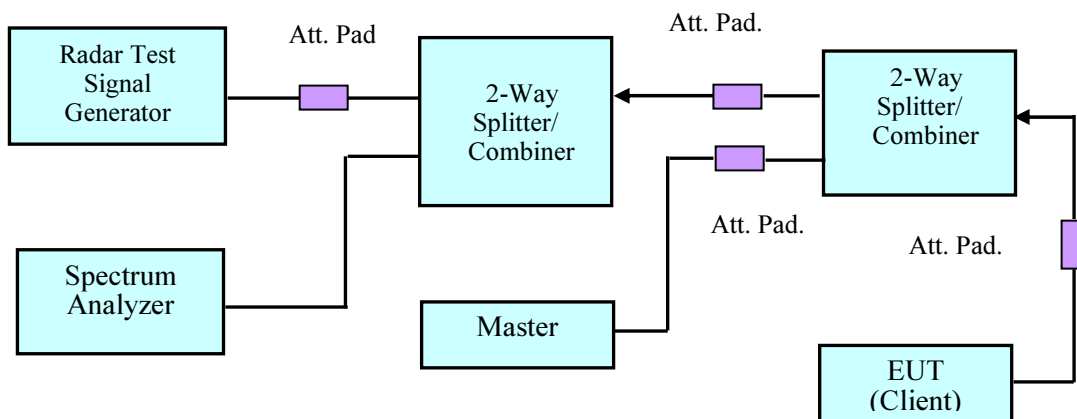 Radar Test
Signal
Generator
Att. Pad
2-Way
Splitter/
Combiner
Att. Pad.
2-Way
Splitter/
Combiner
Att. Pad.
Att. Pad.
Spectrum
Analyzer
Master
EUT
(Client)